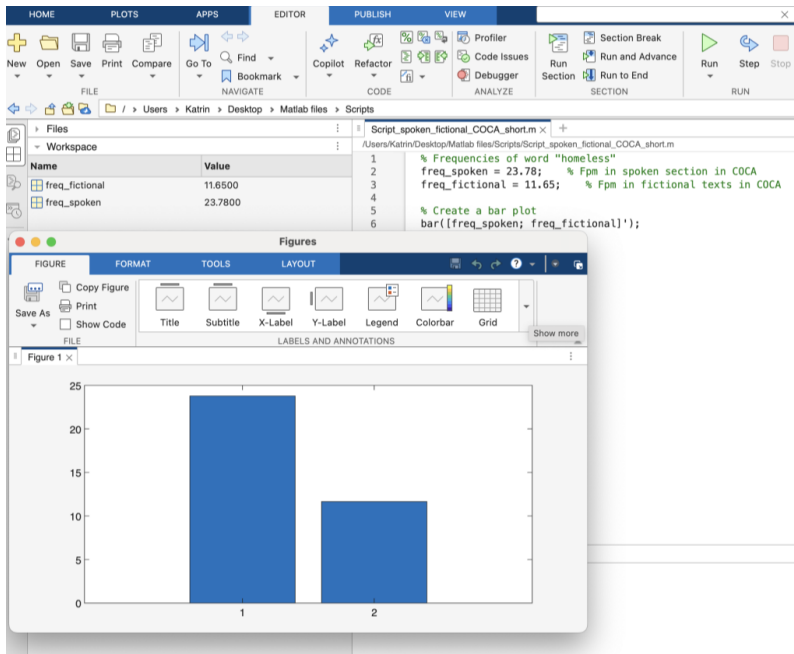 HOME PLOTS APPS EDITOR PUBLISH VIEW
New Open Save Print Compare Go To Find Bookmark Copilot Refactor Profiler Code Issues Debugger Run Section Section Break Run and Advance Run to End Run Step Stop
FILE NAVIGATE CODE ANALYZE SECTION RUN
/ > Users > Katrin > Desktop > Matlab files > Scripts
Files
Workspace
Name Value
freq_fictional 11.6500
freq_spoken 23.7800
Script_spoken_fictional_COCA_short.m
/Users/Katrin/Desktop/Matlab files/Scripts/Script_spoken_fictional_COCA_short.m
1 % Frequencies of word "homeless"
2 freq_spoken = 23.78; % Fpm in spoken section in COCA
3 freq_fictional = 11.65; % Fpm in fictional texts in COCA
4
5 % Create a bar plot
6 bar([freq_spoken; freq_fictional]');
Figures
FIGURE FORMAT TOOLS LAYOUT
Save As Copy Figure Print Show Code Title Subtitle X-Label Y-Label Legend Colorbar Grid
Show more
FILE LABELS AND ANNOTATIONS
Figure 1
25
20
15
10
5
0
1 2